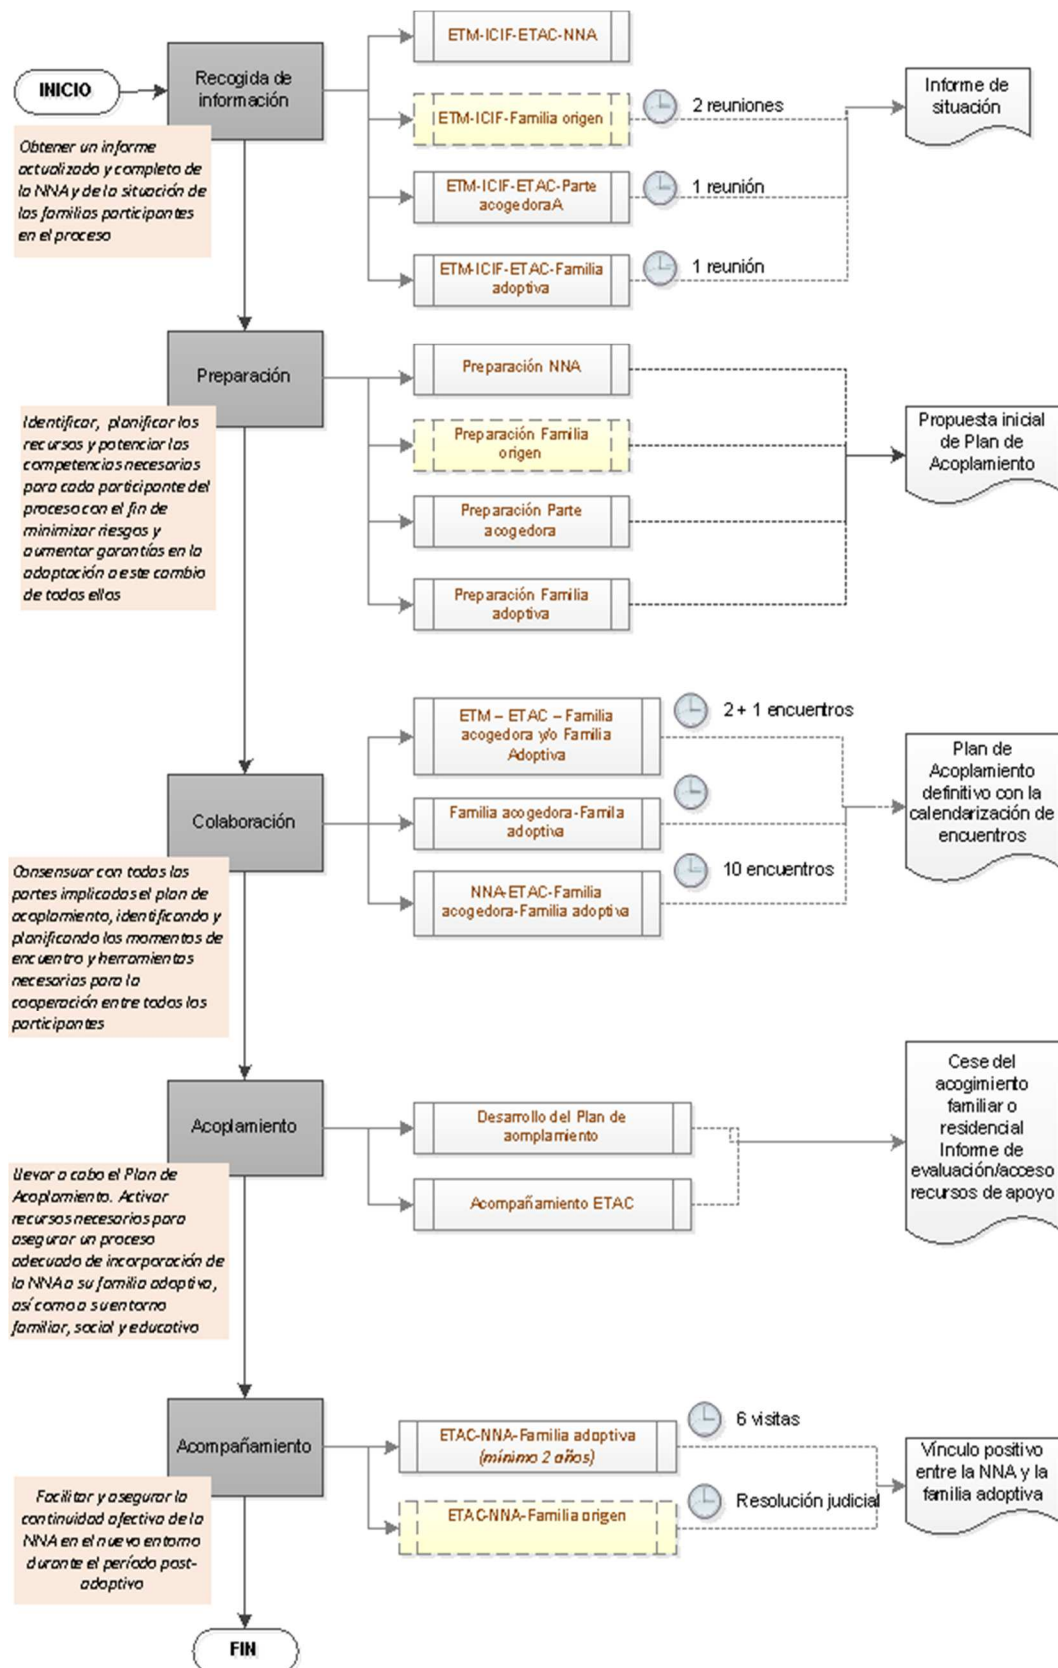 INICIO
Recogida de
información
Obtener un informe
actualizado y completo de
la NNA y de la situación de
las familias participantes
en el proceso
ETM-ICIF-ETAC-NNA
ETM-ICIF-Familia origen
2 reuniones
ETM-ICIF-ETAC-Parte
acogedoraA
1 reunión
ETM-ICIF-ETAC-Familia
adoptiva
1 reunión
Informe de
situación
Preparación
Identificar, planificar los
recursos y potenciar las
competencias necesarias
para cada participante del
proceso con el fin de
minimizar riesgos y
aumentar garantías en la
adaptación a este cambio
de todos ellos
Preparación NNA
Preparación Familia
origen
Preparación Parte
acogedora
Preparación Familia
adoptiva
Propuesta inicial
de Plan de
Acoplamiento
Colaboración
Consensuar con todas las
partes implicadas el plan de
acoplamiento, identificando y
planificando los momentos de
encuentro y herramientas
necesarias para la
cooperación entre todos los
participantes
ETM – ETAC – Familia
acogedora y/o Familia
Adoptiva
2 + 1 encuentros
Familia acogedora-Famila
adoptiva
NNA-ETAC-Familia
acogedora-Familia adoptiva
10 encuentros
Plan de
Acoplamiento
definitivo con la
calendarización de
encuentros
Acoplamiento
Llevar a cabo el Plan de
Acoplamiento. Activar
recursos necesarios para
asegurar un proceso
adecuado de incorporación de
la NNA a su familia adoptiva,
así como a su entorno
familiar, social y educativo
Desarrollo del Plan de
aomplamiento
Acompañamiento ETAC
Cese del
acogimiento
familiar o
residencial
Informe de
evaluación/acceso
recursos de apoyo
Acompañamiento
Facilitar y asegurar la
continuidad afectiva de la
NNA en el nuevo entorno
durante el período post-
adoptivo
ETAC-NNA-Familia adoptiva
(mínimo 2 años)
6 visitas
ETAC-NNA-Familia origen
Resolución judicial
Vínculo positivo
entre la NNA y la
familia adoptiva
FIN